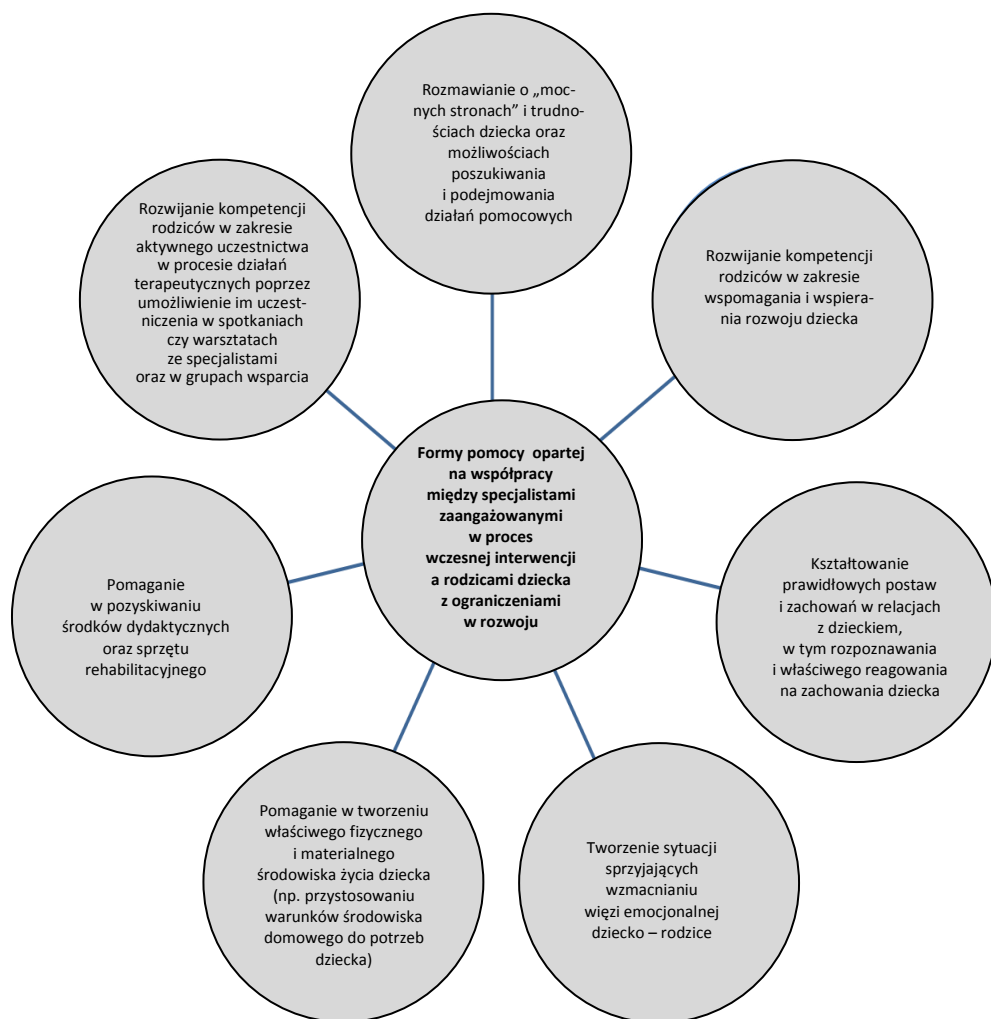 Rozmawianie o „moc-
nych stronach” i trudno-
ściach dziecka oraz
możliwościach
poszukiwania
i podejmowania
działań pomocowych
Rozwijanie kompetencji
rodziców w zakresie
wspomagania i wspiera-
nia rozwoju dziecka
Kształtowanie
prawidłowych postaw
i zachowań w relacjach
z dzieckiem,
w tym rozpoznawania
i właściwego reagowania
na zachowania dziecka
Tworzenie sytuacji
sprzyjających
wzmacnianiu
więzi emocjonalnej
dziecko – rodzice
Pomaganie w tworzeniu
właściwego fizycznego
i materialnego
środowiska życia dziecka
(np. przystosowaniu
warunków środowiska
domowego do potrzeb
dziecka)
Pomaganie
w pozyskiwaniu
środków dydaktycznych
oraz sprzętu
rehabilitacyjnego
Rozwijanie kompetencji
rodziców w zakresie
aktywnego uczestnictwa
w procesie działań
terapeutycznych poprzez
umożliwienie im uczest-
niczenia w spotkaniach
czy warsztatach
ze specjalistami
oraz w grupach wsparcia
Formy pomocy opartej
na współpracy
między specjalistami
zaangażowanymi
w proces
wczesnej interwencji
a rodzicami dziecka
z ograniczeniami
w rozwoju